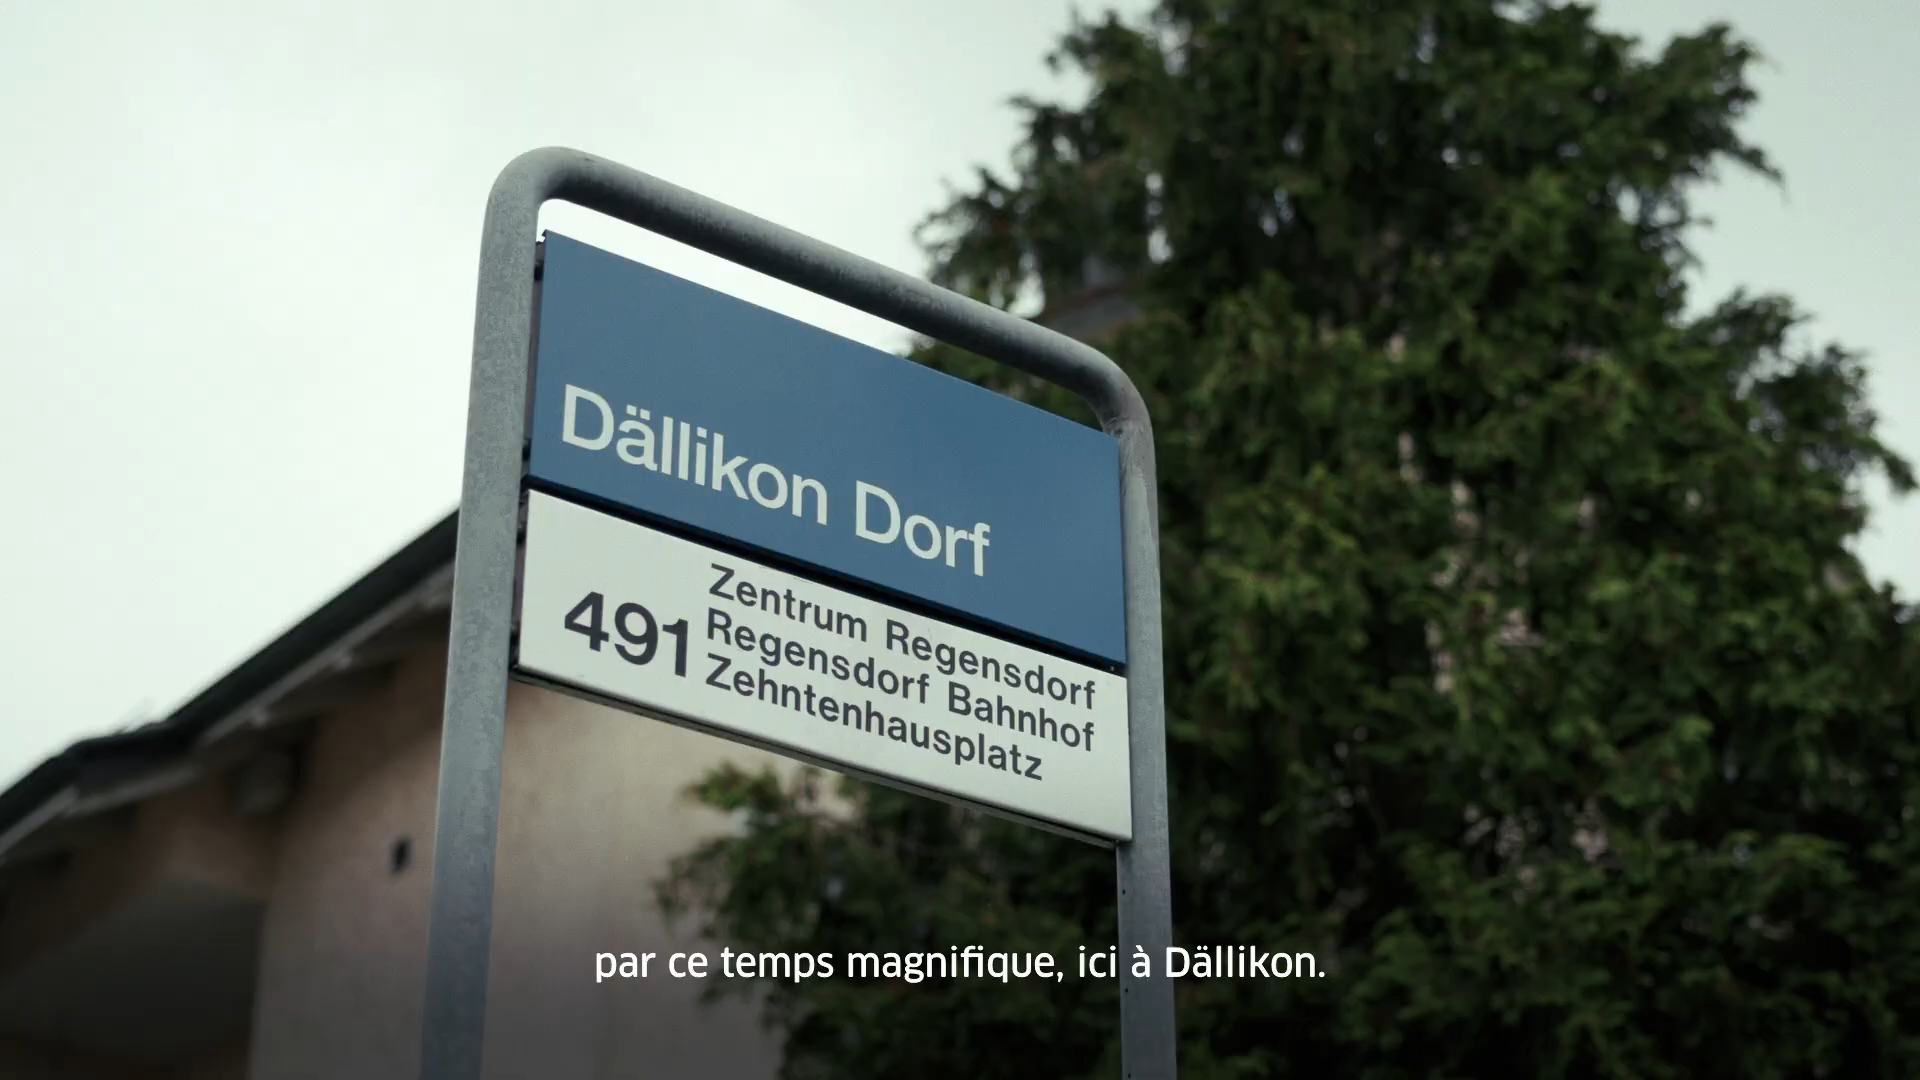 Dällikon Dorf
491
Zentrum Regensdorf
Regensdorf Bahnhof
Zehntenhausplatz
par ce temps magnifique, ici à Dällikon.